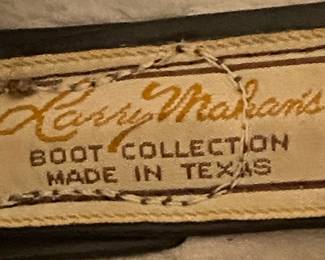 Larry Mahan's
BOOT COLLECTION
MADE IN TEXAS